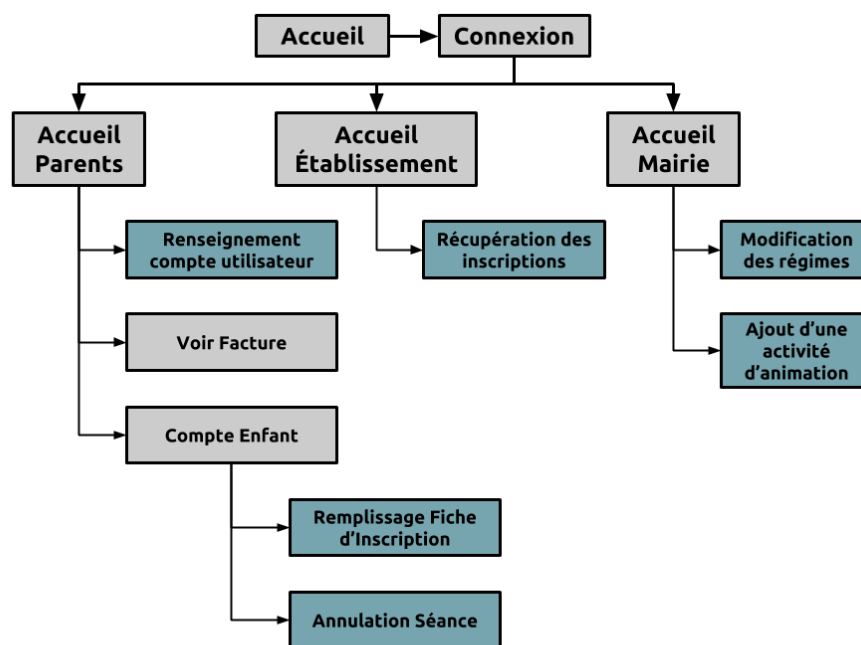 Accueil
Connexion
Accueil
Parents
Accueil
Établissement
Accueil
Mairie
Renseignement
compte utilisateur
Récupération des
inscriptions
Modification
des régimes
Voir Facture
Ajout d'une
activité
d'animation
Compte Enfant
Remplissage Fiche
d'Inscription
Annulation Séance